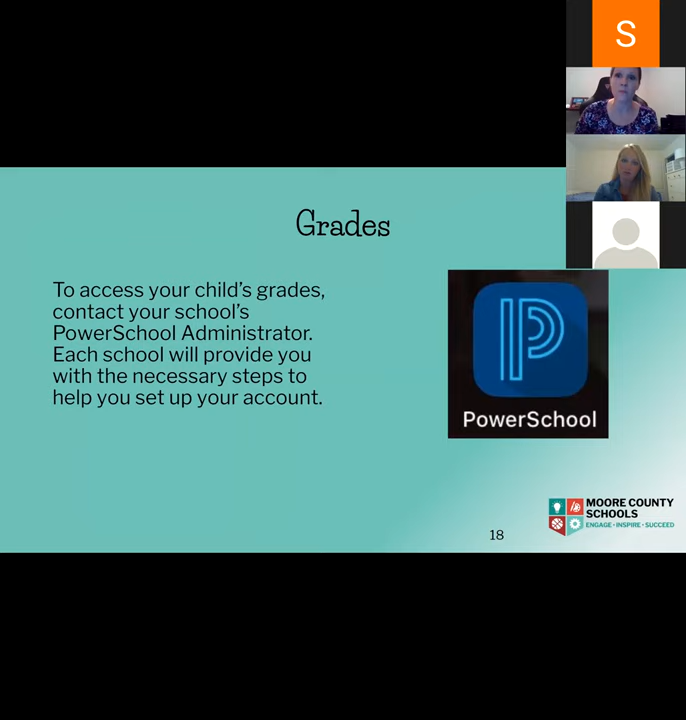 S
Grades
To access your child's grades,
contact your school's
PowerSchool Administrator.
Each school will provide you
with the necessary steps to
help you set up your account.
PowerSchool
MOORE COUNTY
SCHOOLS
ENGAGE • INSPIRE • SUCCEED
18